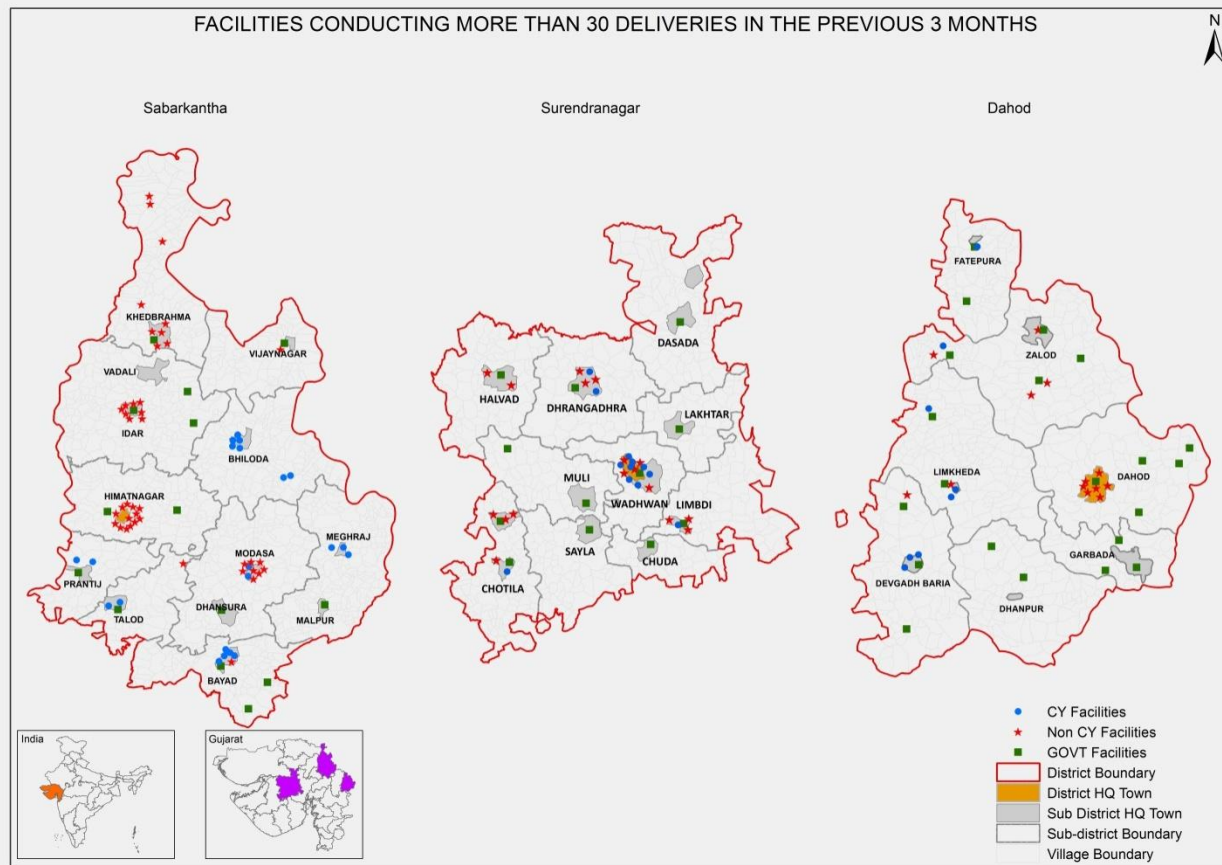 FACILITIES CONDUCTING MORE THAN 30 DELIVERIES IN THE PREVIOUS 3 MONTHS
N
Sabarkantha
Surendranagar
Dahod
KHEDBRAHMA
VIJAYNAGAR
VADALI
IDAR
BHILODA
HIMATNAGAR
MODASA
MEGHRAJ
PRANTIJ
TALOD
DHANSURA
MALPUR
BAYAD
DASADA
HALVAD
DHRANGADHRA
LAKHTAR
MULI
WADHWAN
LIMBDI
SAYLA
CHUDA
CHOTILA
FATEPURA
ZALOD
LIMKHEDA
DAHOD
GARBADA
DEVGADH BARIA
DHANPUR
India
Gujarat
CY Facilities
Non CY Facilities
GOVT Facilities
District Boundary
District HQ Town
Sub District HQ Town
Sub-district Boundary
Village Boundary